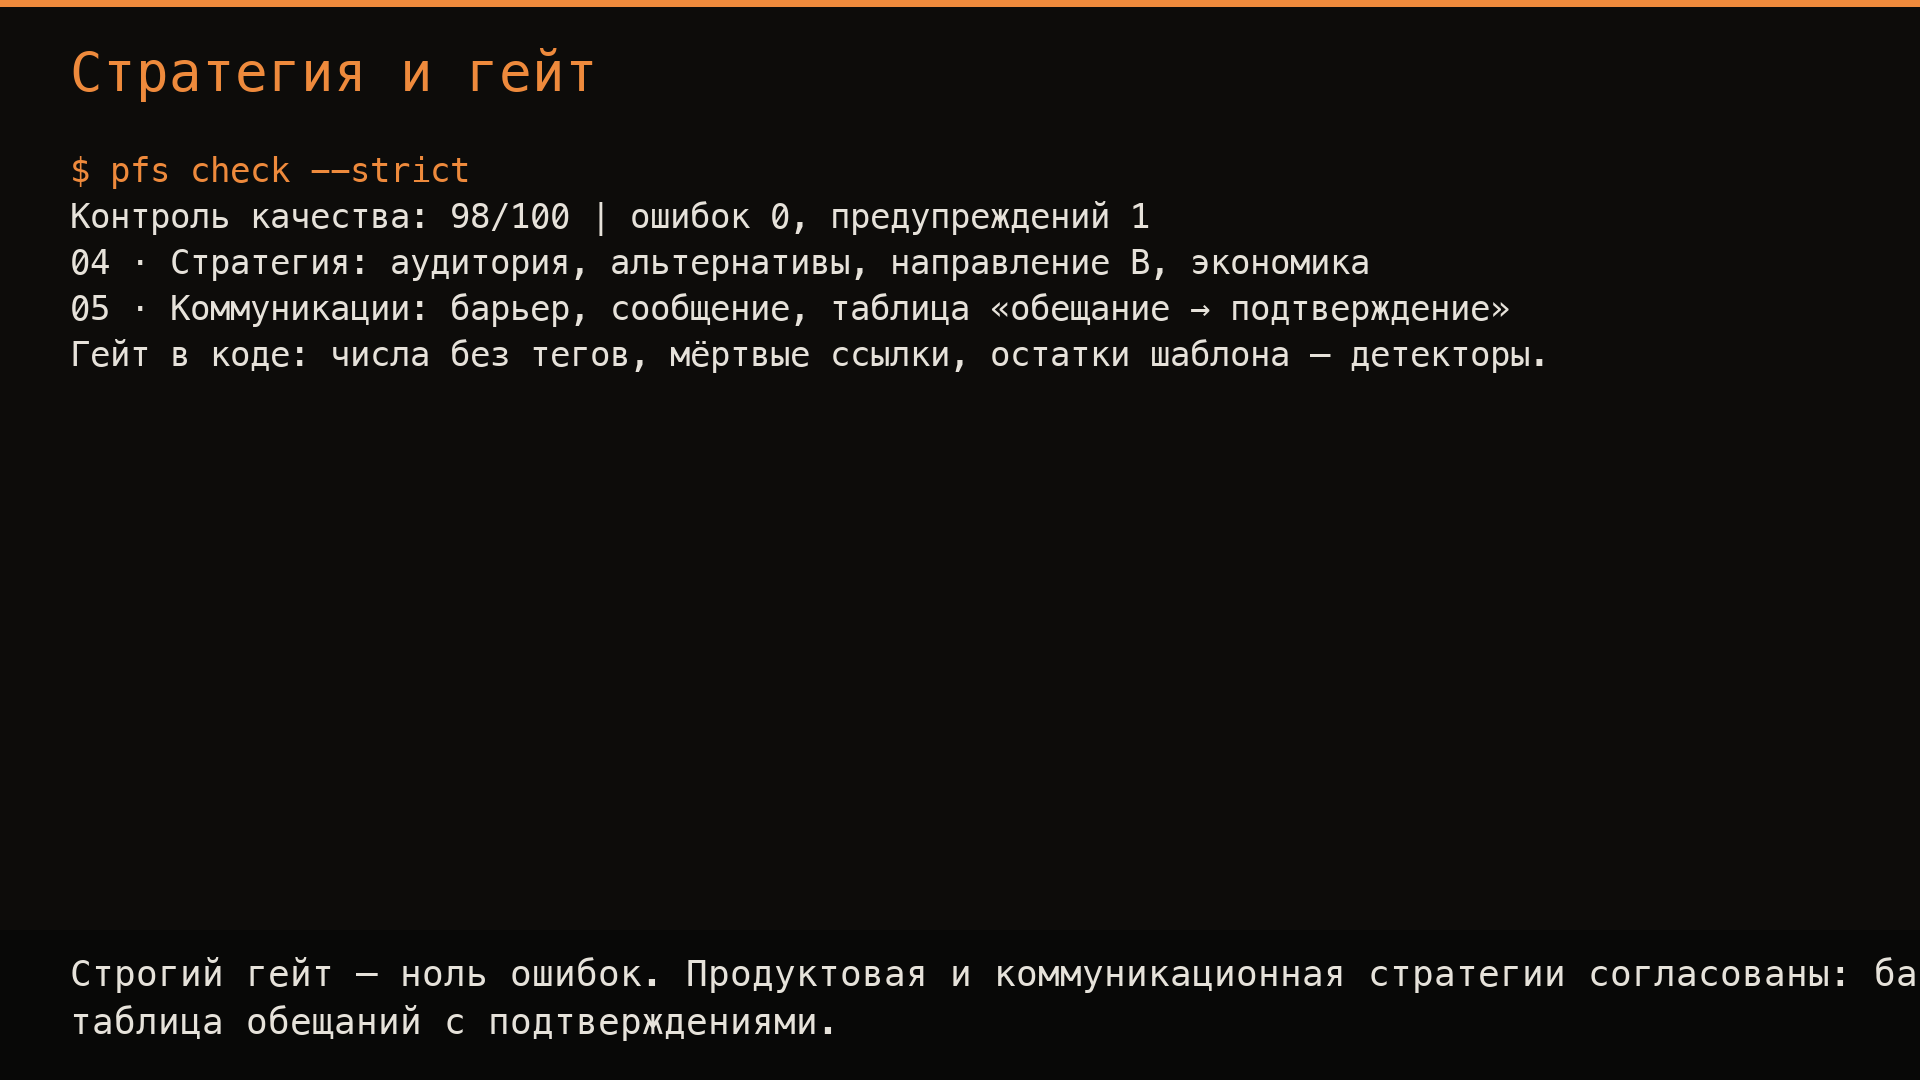 Стратегия и гейт
$ pfs check --strict
Контроль качества: 98/100 | ошибок 0, предупреждений 1
04 · Стратегия: аудитория, альтернативы, направление B, экономика
05 · Коммуникации: барьер, сообщение, таблица «обещание → подтверждение»
Гейт в коде: числа без тегов, мёртвые ссылки, остатки шаблона — детекторы.
Строгий гейт — ноль ошибок. Продуктовая и коммуникационная стратегии согласованы:
таблица обещаний с подтверждениями.